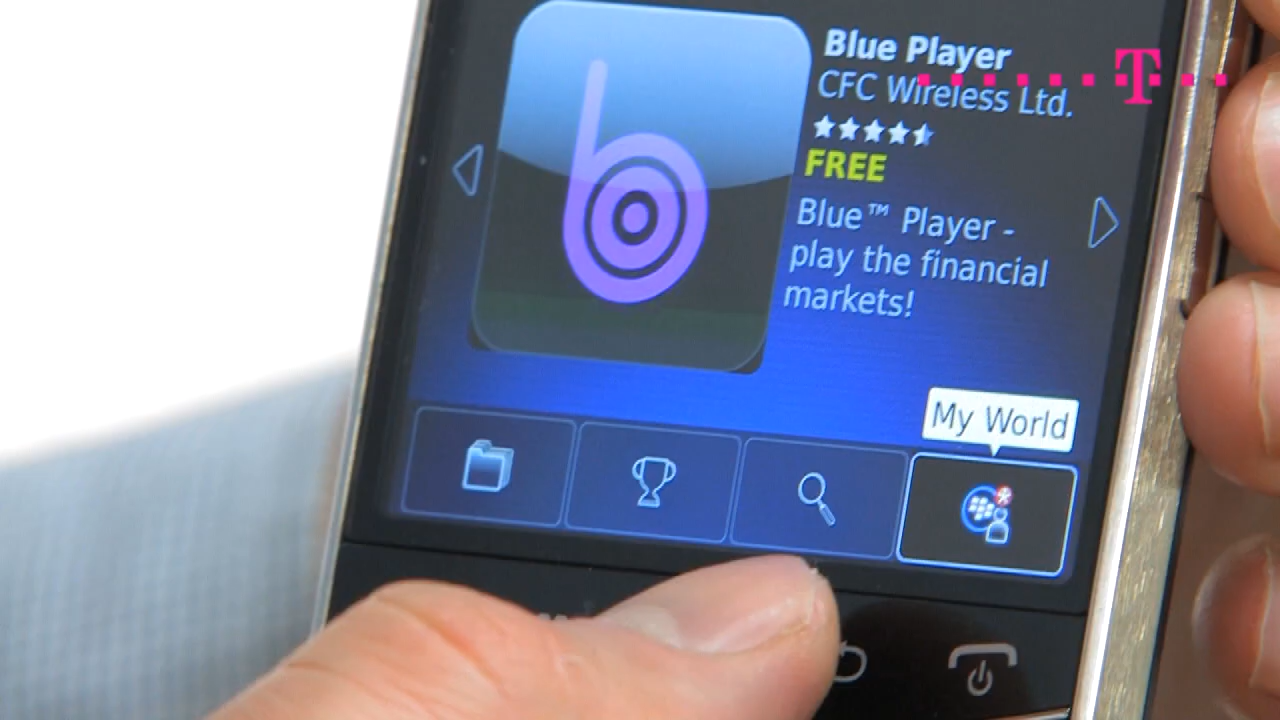 Blue Player
CFC Wireless Ltd.
FREE
Blue™ Player -
play the financial
markets!
My World
T